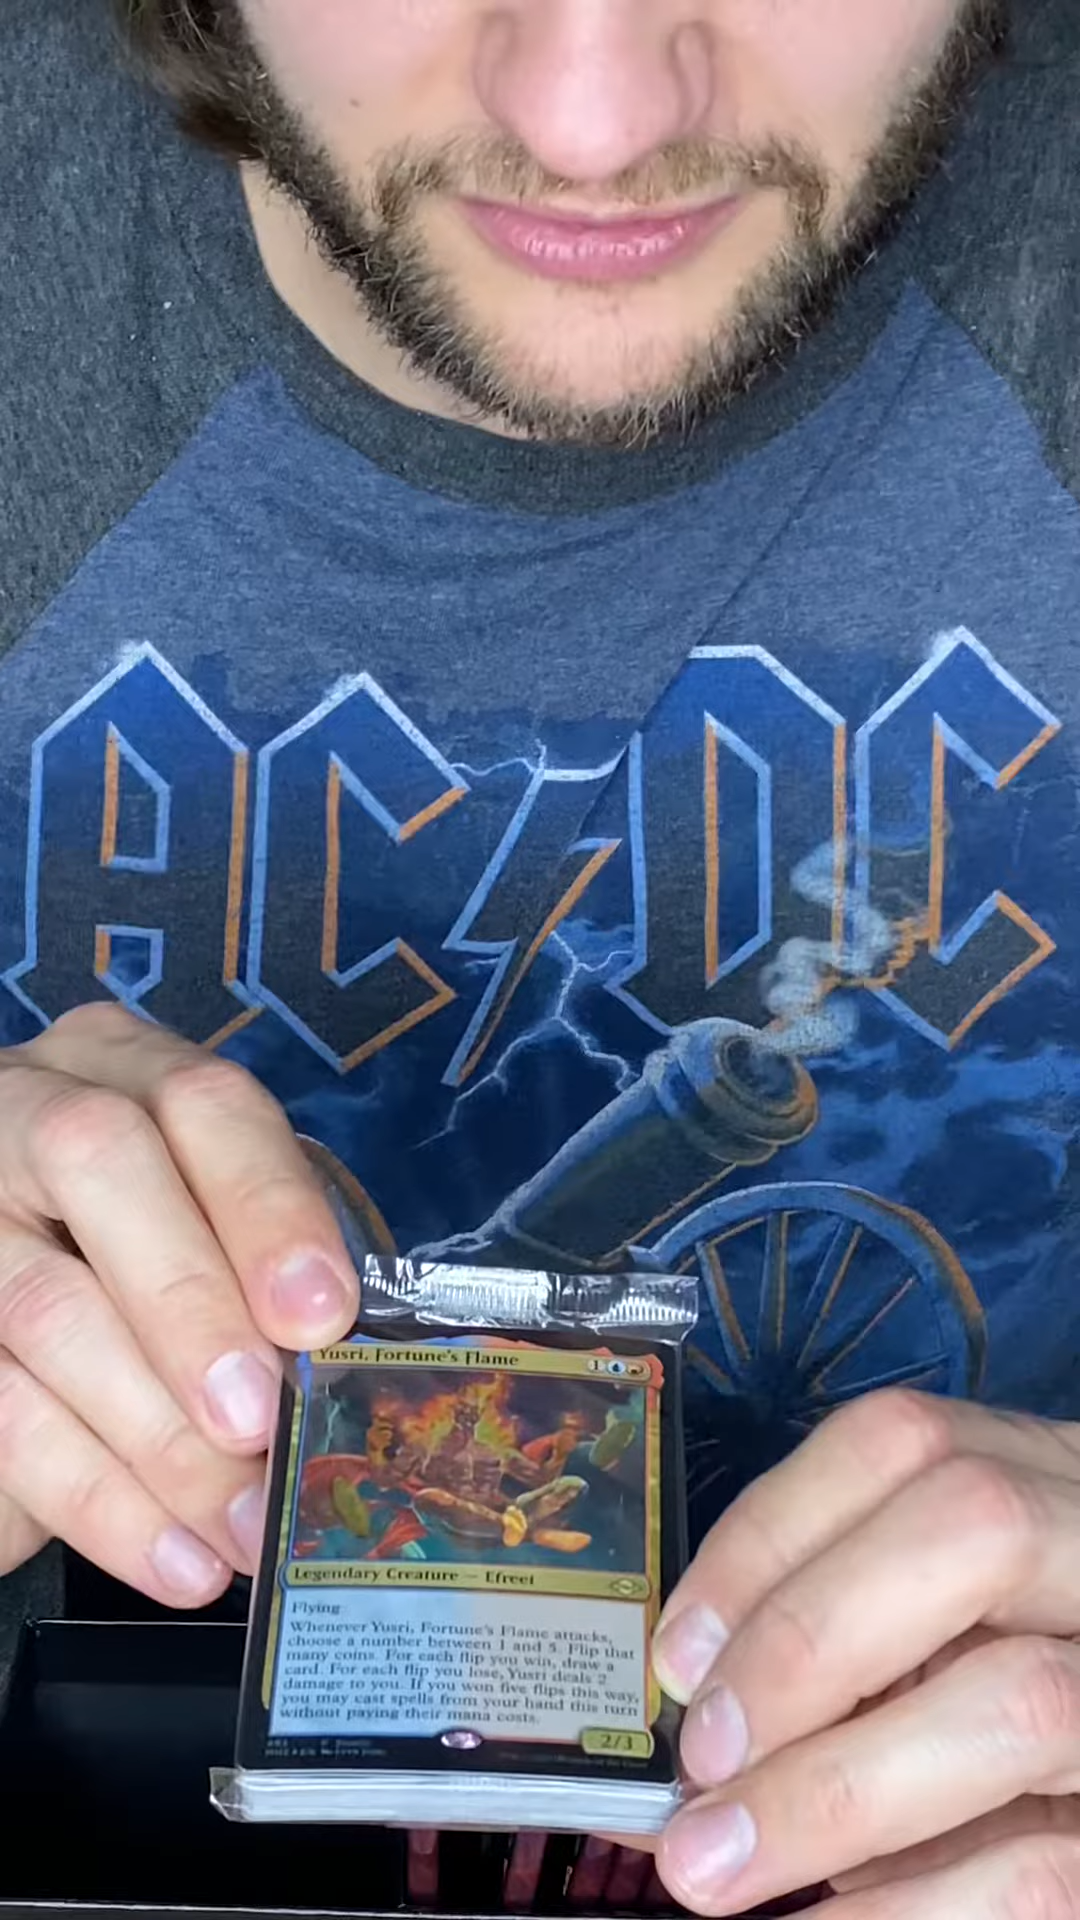 AC DC
Yusri, Fortune's Flame 1
Legendary Creature — Efreet
Flying
Whenever Yusri, Fortune's Flame attacks,
choose a number between 1 and 5. Flip that
many coins. For each flip you win, draw a
card. For each flip you lose, Yusri deals 2
damage to you. If you won five flips this way,
you may cast spells from your hand this turn
without paying their mana costs.
2/3